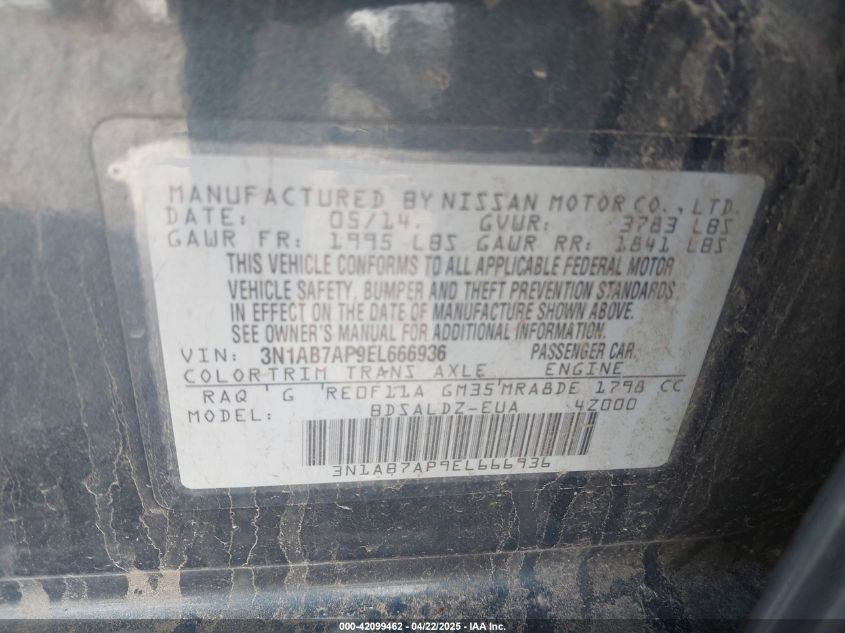 MANUFACTURED BY NISSAN MOTOR CO., LTD.
DATE: 05/14. GVWR: 3783 LBS
GAWR FR: 1995 LBS GAWR RR: 1841 LBS
THIS VEHICLE CONFORMS TO ALL APPLICABLE FEDERAL MOTOR
VEHICLE SAFETY, BUMPER AND THEFT PREVENTION STANDARDS
IN EFFECT ON THE DATE OF MANUFACTURE SHOWN ABOVE.
SEE OWNER'S MANUAL FOR ADDITIONAL INFORMATION.
VIN: 3N1AB7AP9EL666936 PASSENGER CAR.
COLOR TRIM TRANS AXLE ENGINE
RAQ G RE0F11A GM35 MRA8DE 1798 CC
MODEL: BDSALDZ-EUA 4Z000
3N1AB7AP9EL666936
000-42099462 - 04/22/2025 - IAA Inc.